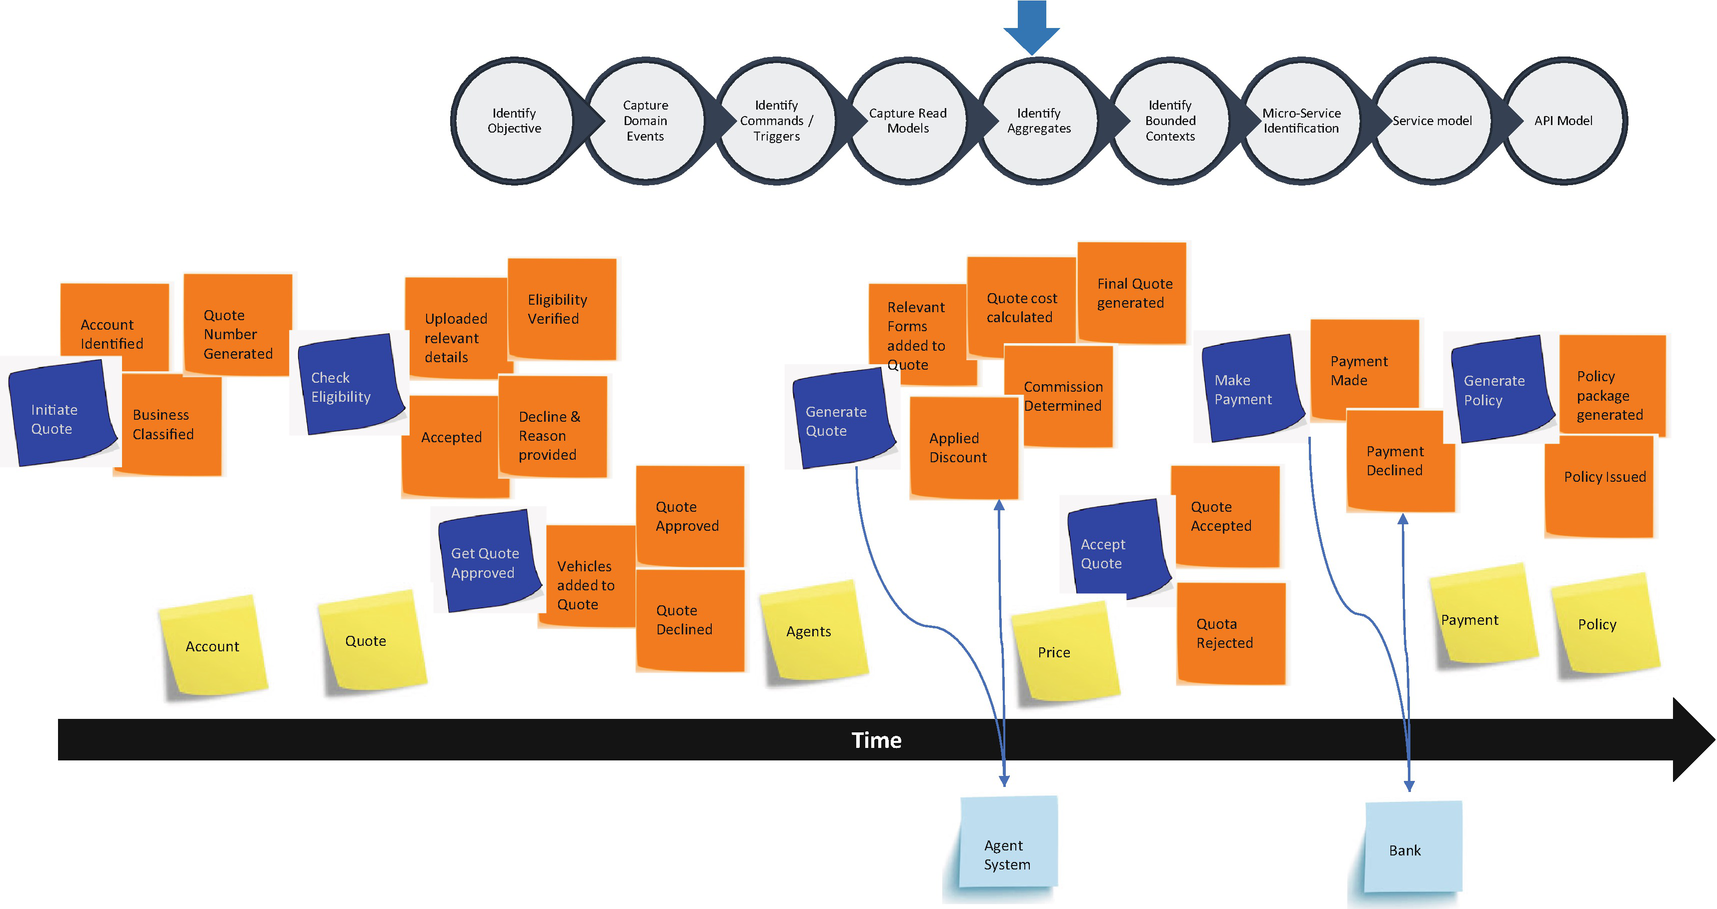 Identify
Objective
Capture
Domain
Events
Identify
Commands /
Triggers
Capture Read
Models
Identify
Aggregates
Identify
Bounded
Contexts
Micro-Service
Identification
Service model
API Model
Account
Identified
Quote
Number
Generated
Initiate
Quote
Business
Classified
Check
Eligibility
Uploaded
relevant
details
Eligibility
Verified
Accepted
Decline &
Reason
provided
Get Quote
Approved
Vehicles
added to
Quote
Quote
Approved
Quote
Declined
Generate
Quote
Relevant
Forms
added to
Quote
Quote cost
calculated
Final Quote
generated
Commission
Determined
Applied
Discount
Accept
Quote
Quote
Accepted
Quota
Rejected
Make
Payment
Payment
Made
Payment
Declined
Generate
Policy
Policy
package
generated
Policy Issued
Account
Quote
Agents
Price
Payment
Policy
Time
Agent
System
Bank